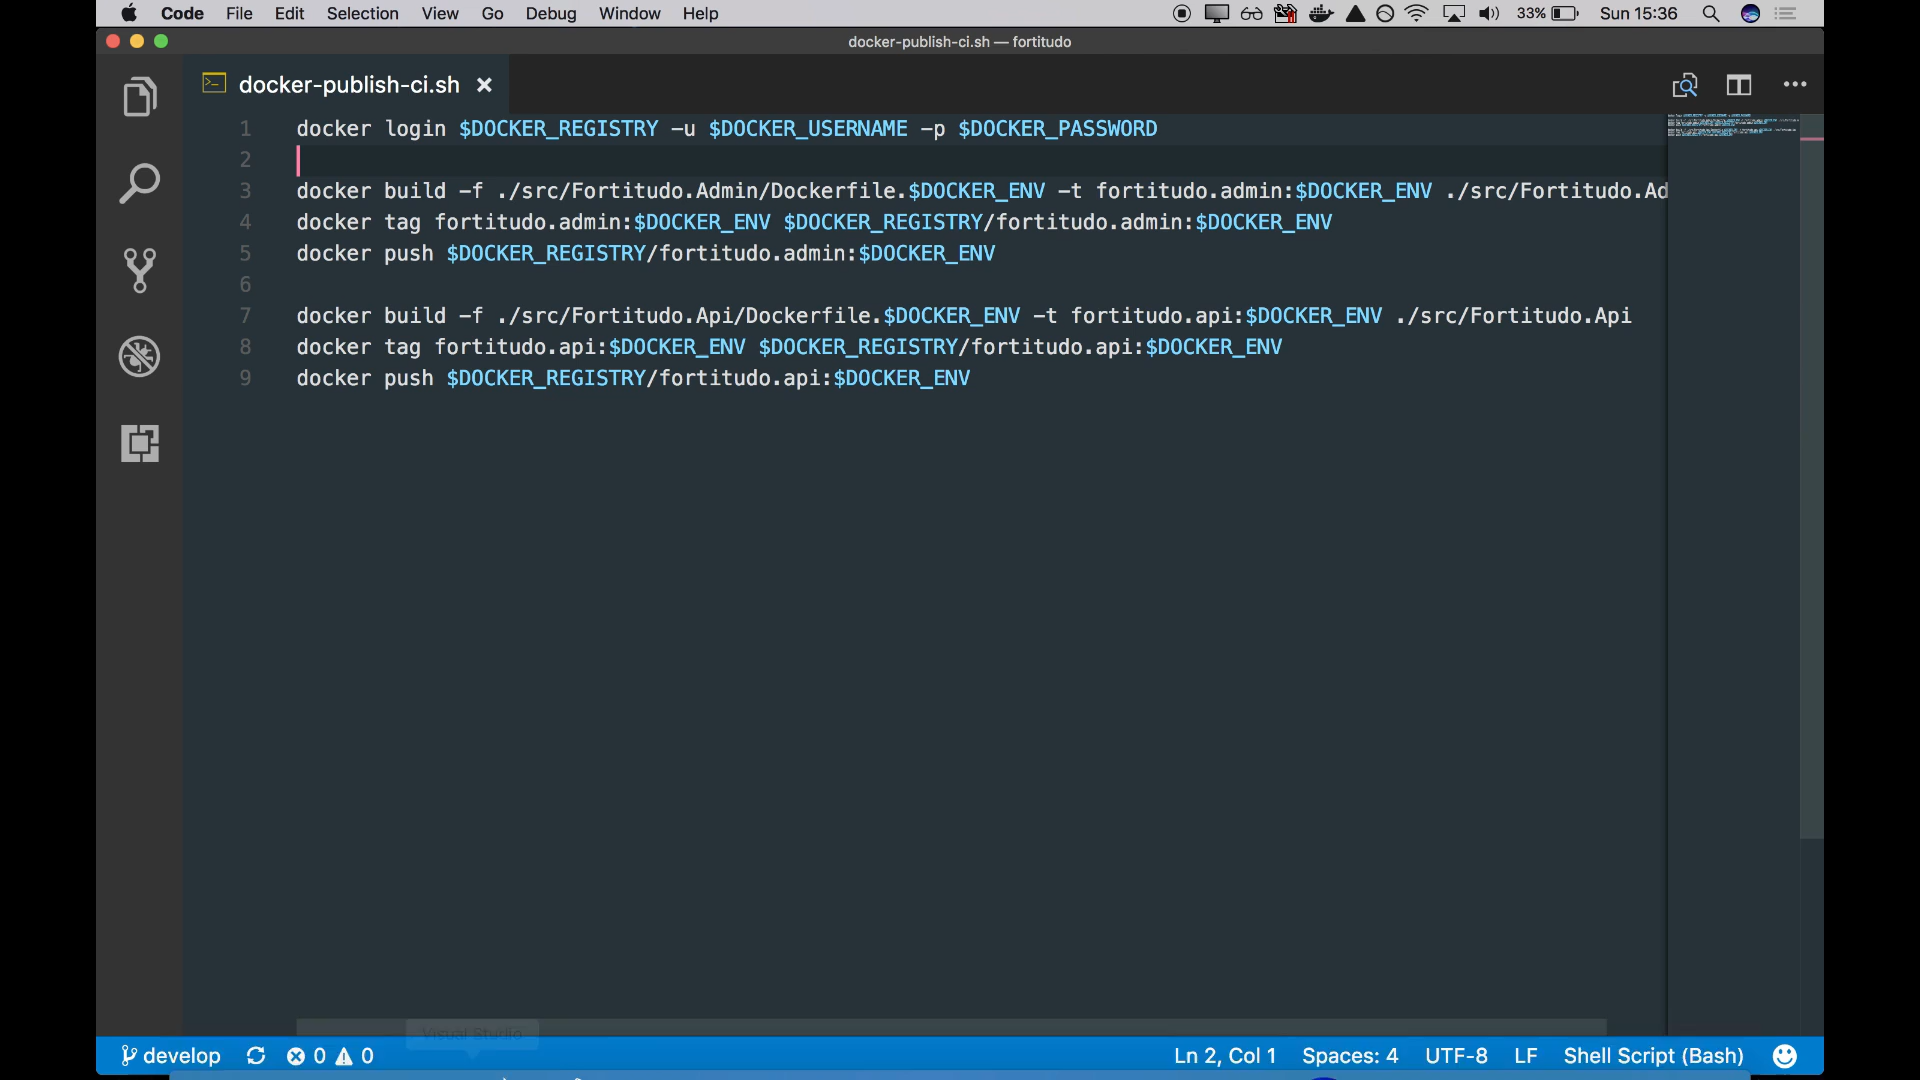 Code File Edit Selection View Go Debug Window Help 33% Sun 15:36
docker-publish-ci.sh — fortitudo
docker-publish-ci.sh
1 docker login $DOCKER_REGISTRY -u $DOCKER_USERNAME -p $DOCKER_PASSWORD
2
3 docker build -f ./src/Fortitudo.Admin/Dockerfile.$DOCKER_ENV -t fortitudo.admin:$DOCKER_ENV ./src/Fortitudo.Ad
4 docker tag fortitudo.admin:$DOCKER_ENV $DOCKER_REGISTRY/fortitudo.admin:$DOCKER_ENV
5 docker push $DOCKER_REGISTRY/fortitudo.admin:$DOCKER_ENV
6
7 docker build -f ./src/Fortitudo.Api/Dockerfile.$DOCKER_ENV -t fortitudo.api:$DOCKER_ENV ./src/Fortitudo.Api
8 docker tag fortitudo.api:$DOCKER_ENV $DOCKER_REGISTRY/fortitudo.api:$DOCKER_ENV
9 docker push $DOCKER_REGISTRY/fortitudo.api:$DOCKER_ENV
Visual Studio
develop 0 0 Ln 2, Col 1 Spaces: 4 UTF-8 LF Shell Script (Bash)